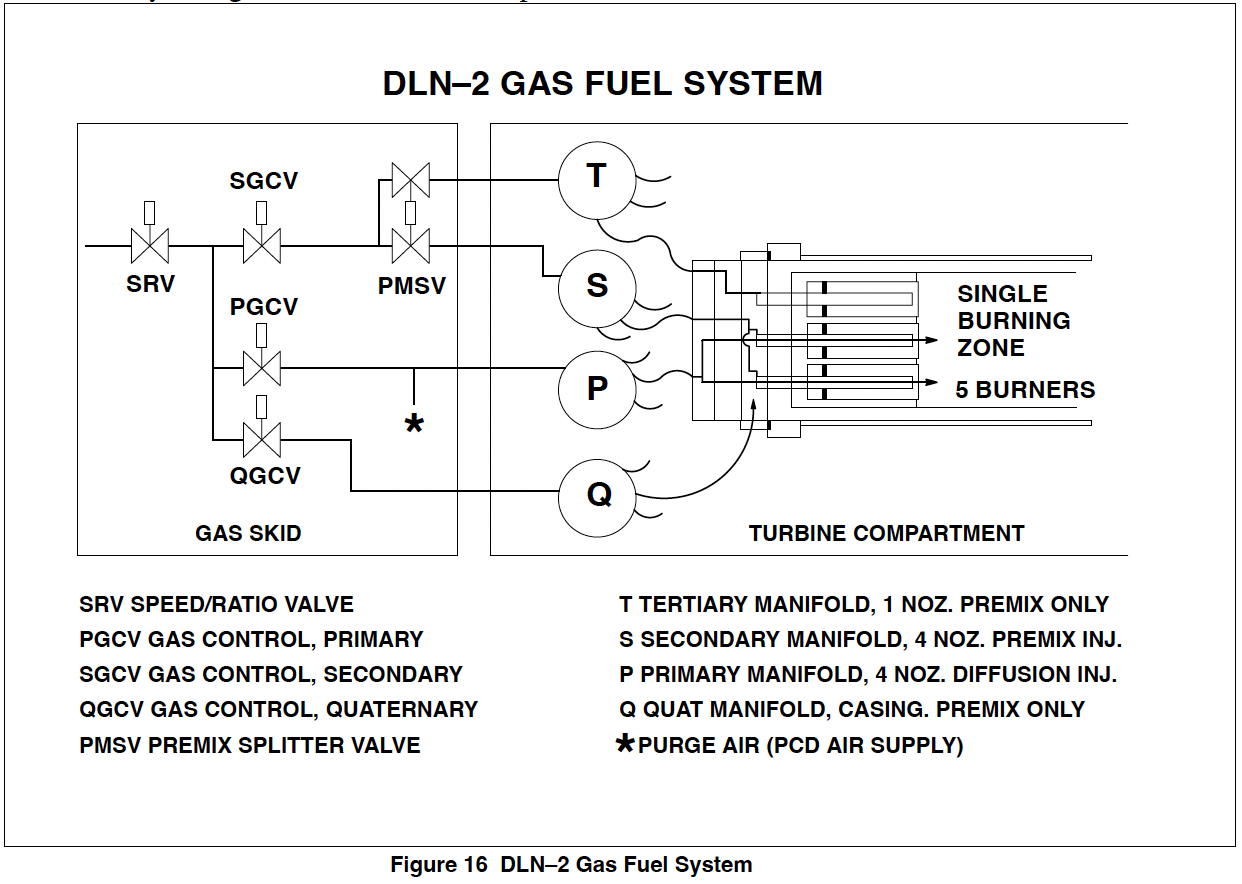 DLN–2 GAS FUEL SYSTEM
SGCV
T
SRV
PMSV
S
SINGLE
BURNING
ZONE
PGCV
P
5 BURNERS
*
QGCV
Q
GAS SKID
TURBINE COMPARTMENT
SRV SPEED/RATIO VALVE
PGCV GAS CONTROL, PRIMARY
SGCV GAS CONTROL, SECONDARY
QGCV GAS CONTROL, QUATERNARY
PMSV PREMIX SPLITTER VALVE
T TERTIARY MANIFOLD, 1 NOZ. PREMIX ONLY
S SECONDARY MANIFOLD, 4 NOZ. PREMIX INJ.
P PRIMARY MANIFOLD, 4 NOZ. DIFFUSION INJ.
Q QUAT MANIFOLD, CASING. PREMIX ONLY
*PURGE AIR (PCD AIR SUPPLY)
Figure 16 DLN–2 Gas Fuel System